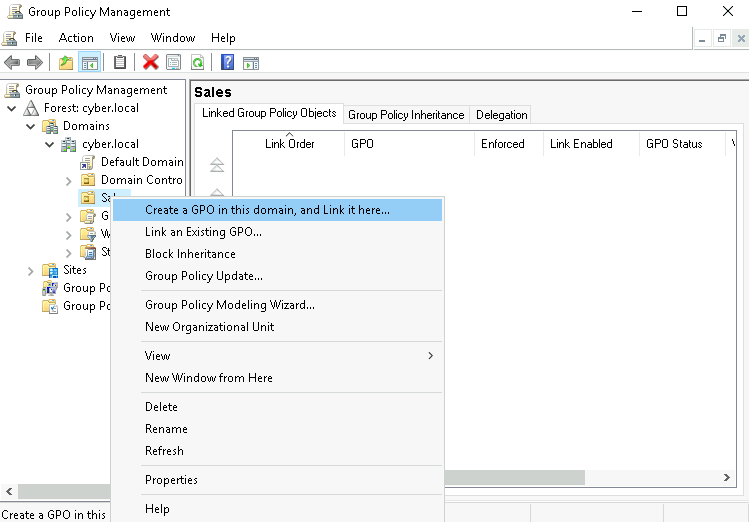 Group Policy Management
File Action View Window Help
Group Policy Management
Forest: cyber.local
Domains
cyber.local
Default Domain
Domain Contro
Sites
Group Po
Group Po
Sales
Linked Group Policy Objects Group Policy Inheritance Delegation
Link Order GPO Enforced Link Enabled GPO Status
Create a GPO in this domain, and Link it here...
Link an Existing GPO...
Block Inheritance
Group Policy Update...
Group Policy Modeling Wizard...
New Organizational Unit
View
New Window from Here
Delete
Rename
Refresh
Properties
Help
Create a GPO in this